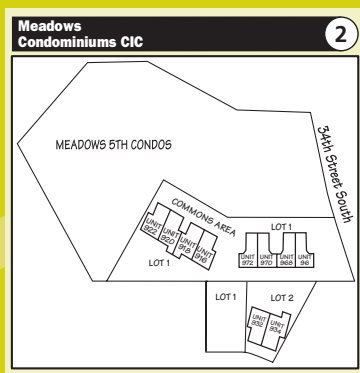 Meadows
Condominiums CIC
2
MEADOWS 5TH CONDOS
34th Street South
COMMONS AREA
UNIT
922
UNIT
920
UNIT
918
UNIT
916
LOT 1
LOT 1
UNIT
972
UNIT
970
UNIT
968
UNIT
96
LOT 1
LOT 2
UNIT
932
UNIT
934